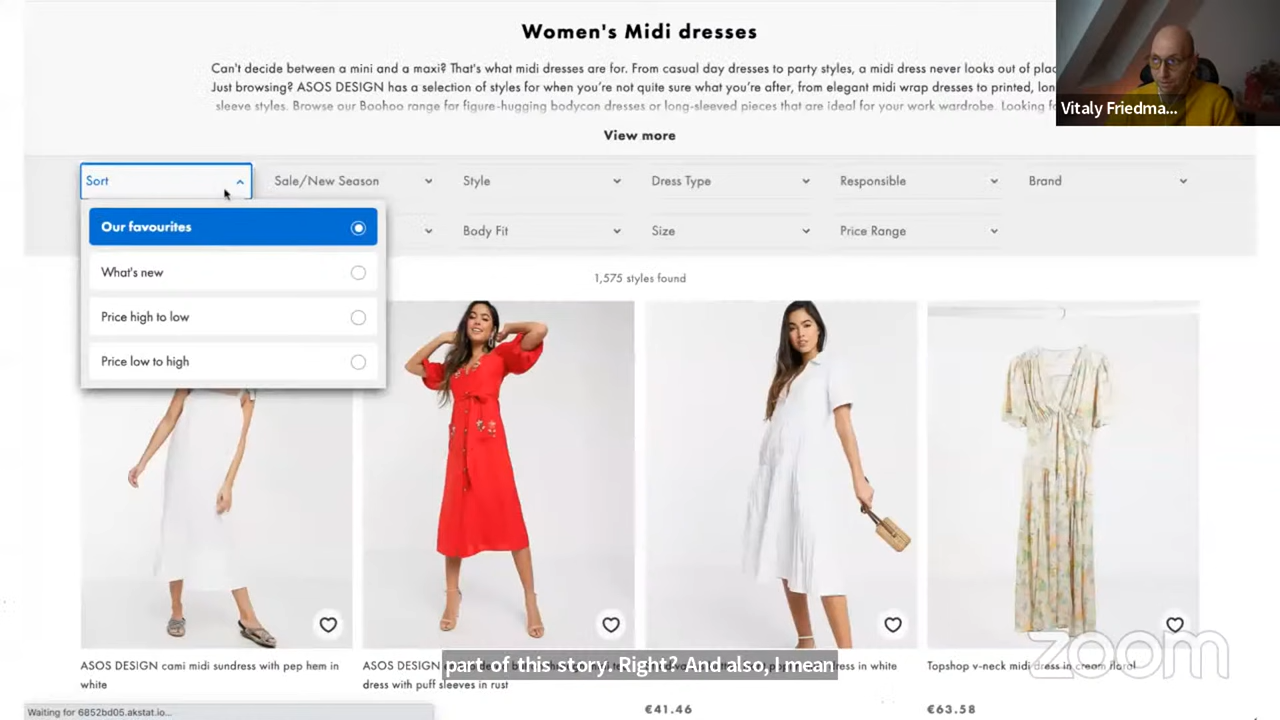 Women's Midi dresses
Can't decide between a mini and a maxi? That's what midi dresses are for. From casual day dresses to party styles, a midi dress never looks out of
Just browsing? ASOS DESIGN has a selection of styles for when you're not quite sure what you're after, from elegant midi wrap dresses to printed,
sleeve styles. Browse our Boohoo range for figure-hugging bodycon dresses or long-sleeved pieces that are ideal for your work wardrobe. Looking
View more
Vitaly Friedma...
Sort
Sale/New Season
Style
Dress Type
Responsible
Brand
Our favourites
Body Fit
Size
Price Range
What's new
1,575 styles found
Price high to low
Price low to high
ASOS DESIGN cami midi sundress with pep hem in
white
ASOS DE
dress with puff sleeves in rust
part of this story. Right? And also, I mean
dress in white
€41.46
Topshop v-neck midi dress in cream floral
€63.58
zoom
Waiting for 6852bd05.akstat.io...